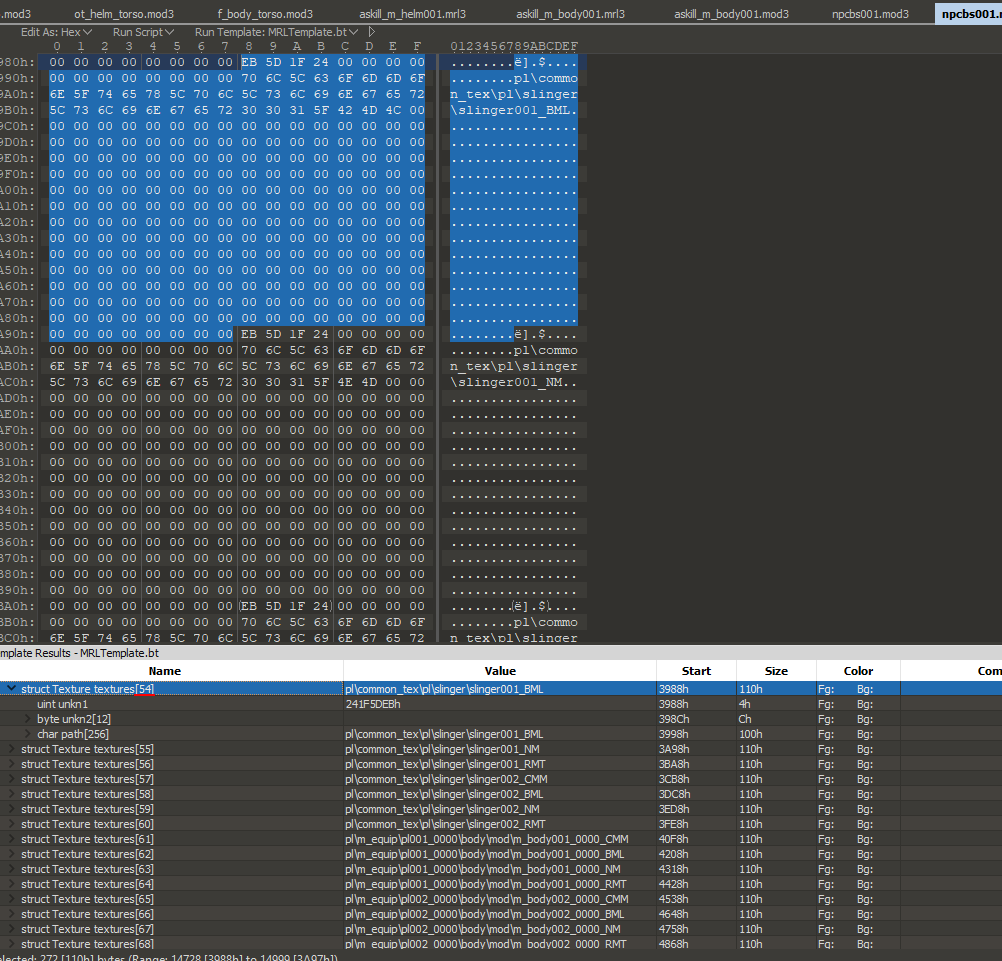 .mod3 ot_helm_torso.mod3 f_body_torso.mod3 askill_m_helm001.mrl3 askill_m_body001.mrl3 askill_m_body001.mod3 npcbs001.mod3 npcbs001.m
Edit As: Hex Run Script Run Template: MRLTemplate.bt
0 1 2 3 4 5 6 7 8 9 A B C D E F 0123456789ABCDEF
980h: 00 00 00 00 00 00 00 00 EB 5D 1F 24 00 00 00 00 ........ë].$....
990h: 00 00 00 00 00 00 00 00 70 6C 5C 63 6F 6D 6D 6F ........pl\commo
9A0h: 6E 5F 74 65 78 5C 70 6C 5C 73 6C 69 6E 67 65 72 n_tex\pl\slinger
9B0h: 5C 73 6C 69 6E 67 65 72 30 30 31 5F 42 4D 4C 00 \slinger001_BML.
9C0h: 00 00 00 00 00 00 00 00 00 00 00 00 00 00 00 00 ................
9D0h: 00 00 00 00 00 00 00 00 00 00 00 00 00 00 00 00 ................
9E0h: 00 00 00 00 00 00 00 00 00 00 00 00 00 00 00 00 ................
9F0h: 00 00 00 00 00 00 00 00 00 00 00 00 00 00 00 00 ................
A00h: 00 00 00 00 00 00 00 00 00 00 00 00 00 00 00 00 ................
A10h: 00 00 00 00 00 00 00 00 00 00 00 00 00 00 00 00 ................
A20h: 00 00 00 00 00 00 00 00 00 00 00 00 00 00 00 00 ................
A30h: 00 00 00 00 00 00 00 00 00 00 00 00 00 00 00 00 ................
A40h: 00 00 00 00 00 00 00 00 00 00 00 00 00 00 00 00 ................
A50h: 00 00 00 00 00 00 00 00 00 00 00 00 00 00 00 00 ................
A60h: 00 00 00 00 00 00 00 00 00 00 00 00 00 00 00 00 ................
A70h: 00 00 00 00 00 00 00 00 00 00 00 00 00 00 00 00 ................
A80h: 00 00 00 00 00 00 00 00 00 00 00 00 00 00 00 00 ................
A90h: 00 00 00 00 00 00 00 00 EB 5D 1F 24 00 00 00 00 ........ë].$....
AA0h: 00 00 00 00 00 00 00 00 70 6C 5C 63 6F 6D 6D 6F ........pl\commo
AB0h: 6E 5F 74 65 78 5C 70 6C 5C 73 6C 69 6E 67 65 72 n_tex\pl\slinger
AC0h: 5C 73 6C 69 6E 67 65 72 30 30 31 5F 4E 4D 00 00 \slinger001_NM..
AD0h: 00 00 00 00 00 00 00 00 00 00 00 00 00 00 00 00 ................
AE0h: 00 00 00 00 00 00 00 00 00 00 00 00 00 00 00 00 ................
AF0h: 00 00 00 00 00 00 00 00 00 00 00 00 00 00 00 00 ................
B00h: 00 00 00 00 00 00 00 00 00 00 00 00 00 00 00 00 ................
B10h: 00 00 00 00 00 00 00 00 00 00 00 00 00 00 00 00 ................
B20h: 00 00 00 00 00 00 00 00 00 00 00 00 00 00 00 00 ................
B30h: 00 00 00 00 00 00 00 00 00 00 00 00 00 00 00 00 ................
B40h: 00 00 00 00 00 00 00 00 00 00 00 00 00 00 00 00 ................
B50h: 00 00 00 00 00 00 00 00 00 00 00 00 00 00 00 00 ................
B60h: 00 00 00 00 00 00 00 00 00 00 00 00 00 00 00 00 ................
B70h: 00 00 00 00 00 00 00 00 00 00 00 00 00 00 00 00 ................
B80h: 00 00 00 00 00 00 00 00 00 00 00 00 00 00 00 00 ................
B90h: 00 00 00 00 00 00 00 00 00 00 00 00 00 00 00 00 ................
BA0h: 00 00 00 00 00 00 00 00 (EB 5D 1F 24) 00 00 00 00 ........(ë].$)....
BB0h: 00 00 00 00 00 00 00 00 70 6C 5C 63 6F 6D 6D 6F ........pl\commo
BC0h: 6E 5F 74 65 78 5C 70 6C 5C 73 6C 69 6E 67 65 72 n_tex\pl\slinger
mplate Results - MRLTemplate.bt
Name Value Start Size Color Com
struct Texture textures[54] pl\common_tex\pl\slinger\slinger001_BML 3988h 110h Fg: Bg:
uint unkn1 241F5DEBh 3988h 4h Fg: Bg:
byte unkn2[12] 398Ch Ch Fg: Bg:
char path[256] pl\common_tex\pl\slinger\slinger001_BML 3998h 100h Fg: Bg:
struct Texture textures[55] pl\common_tex\pl\slinger\slinger001_NM 3A98h 110h Fg: Bg:
struct Texture textures[56] pl\common_tex\pl\slinger\slinger001_RMT 3BA8h 110h Fg: Bg:
struct Texture textures[57] pl\common_tex\pl\slinger\slinger002_CMM 3CB8h 110h Fg: Bg:
struct Texture textures[58] pl\common_tex\pl\slinger\slinger002_BML 3DC8h 110h Fg: Bg:
struct Texture textures[59] pl\common_tex\pl\slinger\slinger002_NM 3ED8h 110h Fg: Bg:
struct Texture textures[60] pl\common_tex\pl\slinger\slinger002_RMT 3FE8h 110h Fg: Bg:
struct Texture textures[61] pl\m_equip\pl001_0000\body\mod\m_body001_0000_CMM 40F8h 110h Fg: Bg:
struct Texture textures[62] pl\m_equip\pl001_0000\body\mod\m_body001_0000_BML 4208h 110h Fg: Bg:
struct Texture textures[63] pl\m_equip\pl001_0000\body\mod\m_body001_0000_NM 4318h 110h Fg: Bg:
struct Texture textures[64] pl\m_equip\pl001_0000\body\mod\m_body001_0000_RMT 4428h 110h Fg: Bg:
struct Texture textures[65] pl\m_equip\pl002_0000\body\mod\m_body002_0000_CMM 4538h 110h Fg: Bg:
struct Texture textures[66] pl\m_equip\pl002_0000\body\mod\m_body002_0000_BML 4648h 110h Fg: Bg:
struct Texture textures[67] pl\m_equip\pl002_0000\body\mod\m_body002_0000_NM 4758h 110h Fg: Bg:
struct Texture textures[68] pl\m_equip\pl002_0000\body\mod\m_body002_0000_RMT 4868h 110h Fg: Bg:
elected: 272 [110h] bytes (Range: 14728 [3988h] to 14999 [3A97h])